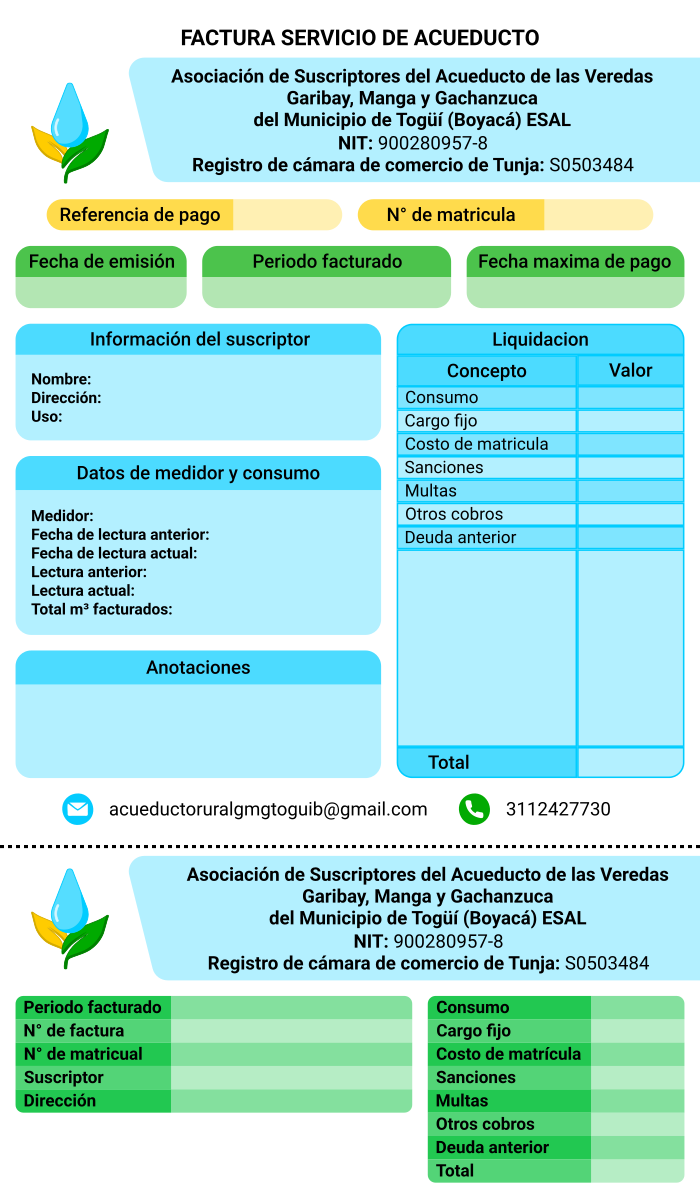 FACTURA SERVICIO DE ACUEDUCTO
Asociación de Suscriptores del Acueducto de las Veredas
Garibay, Manga y Gachanzuca
del Municipio de Togüí (Boyacá) ESAL
NIT: 900280957-8
Registro de cámara de comercio de Tunja: S0503484
Referencia de pago
N° de matricula
Fecha de emisión
Periodo facturado
Fecha maxima de pago
Información del suscriptor
Nombre:
Dirección:
Uso:
Datos de medidor y consumo
Medidor:
Fecha de lectura anterior:
Fecha de lectura actual:
Lectura anterior:
Lectura actual:
Total m³ facturados:
Anotaciones
Liquidacion
Concepto Valor
Consumo
Cargo fijo
Costo de matricula
Sanciones
Multas
Otros cobros
Deuda anterior
Total
acueductoruralgmgtoguib@gmail.com
3112427730
Asociación de Suscriptores del Acueducto de las Veredas
Garibay, Manga y Gachanzuca
del Municipio de Togüí (Boyacá) ESAL
NIT: 900280957-8
Registro de cámara de comercio de Tunja: S0503484
Periodo facturado
N° de factura
N° de matricual
Suscriptor
Dirección
Consumo
Cargo fijo
Costo de matrícula
Sanciones
Multas
Otros cobros
Deuda anterior
Total